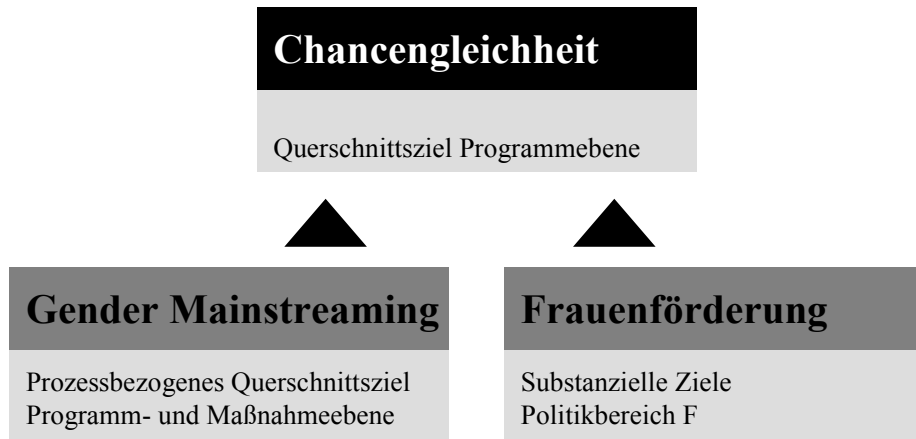 Chancengleichheit
Querschnittsziel Programmebene
Gender Mainstreaming
Prozessbezogenes Querschnittsziel
Programm- und Maßnahmeebene
Frauenförderung
Substanzielle Ziele
Politikbereich F